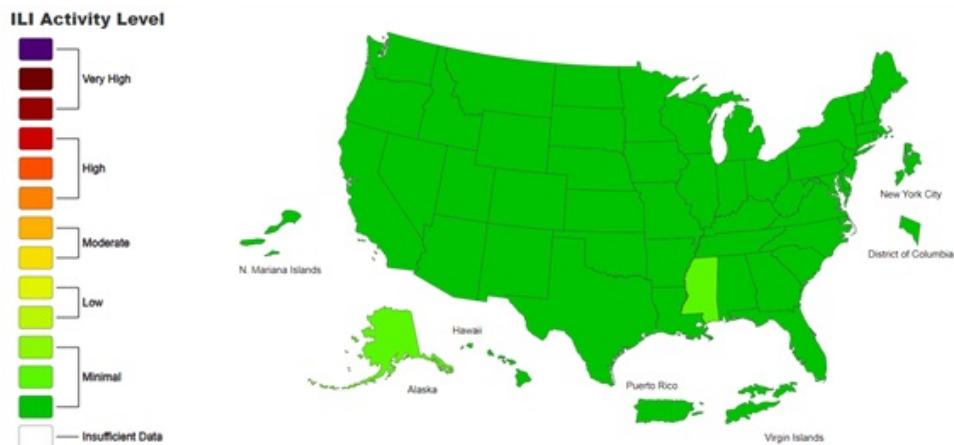 ILI Activity Level
Very High
High
Moderate
Low
Minimal
Insufficient Data
New York City
District of Columbia
N. Mariana Islands
Hawaii
Alaska
Puerto Rico
Virgin Islands